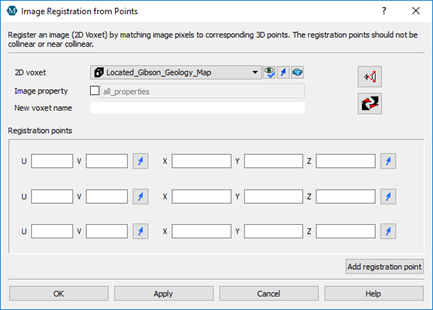 Image Registration from Points
Register an image (2D Voxet) by matching image pixels to corresponding 3D points. The registration points should not be
collinear or near collinear.
2D voxet Located_Gibson_Geology_Map
Image property all_properties
New voxet name
Registration points
U V X Y Z
U V X Y Z
U V X Y Z
Add registration point
OK Apply Cancel Help